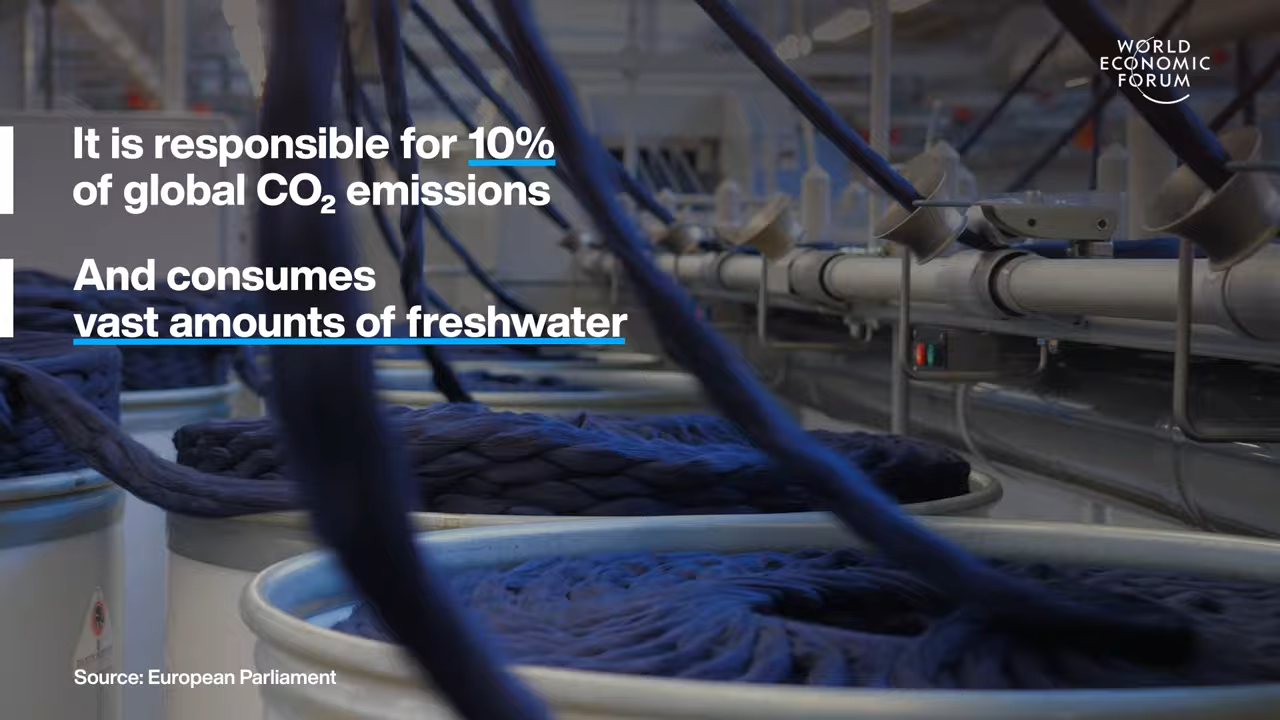 WORLD
ECONOMIC
FORUM
It is responsible for 10%
of global CO₂ emissions
And consumes
vast amounts of freshwater
Source: European Parliament